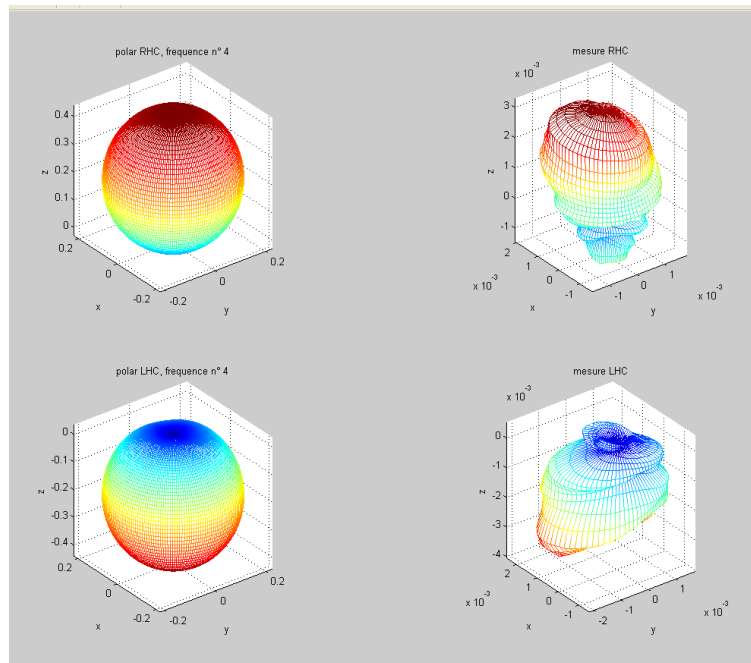 polar RHC, frequence n° 4
0.4
0.3
0.2
0.1
0
z
0.2
0
-0.2
x
-0.2
0
0.2
y
mesure RHC
x 10⁻³
3
2
1
0
-1
z
2
1
0
-1
x 10⁻³
x
-1
0
1
x 10⁻³
y
polar LHC, frequence n° 4
0
-0.1
-0.2
-0.3
-0.4
z
0.2
0
-0.2
x
-0.2
0
0.2
y
mesure LHC
x 10⁻³
0
-1
-2
-3
-4
z
2
1
0
-1
x 10⁻³
x
-2
-1
0
1
x 10⁻³
y